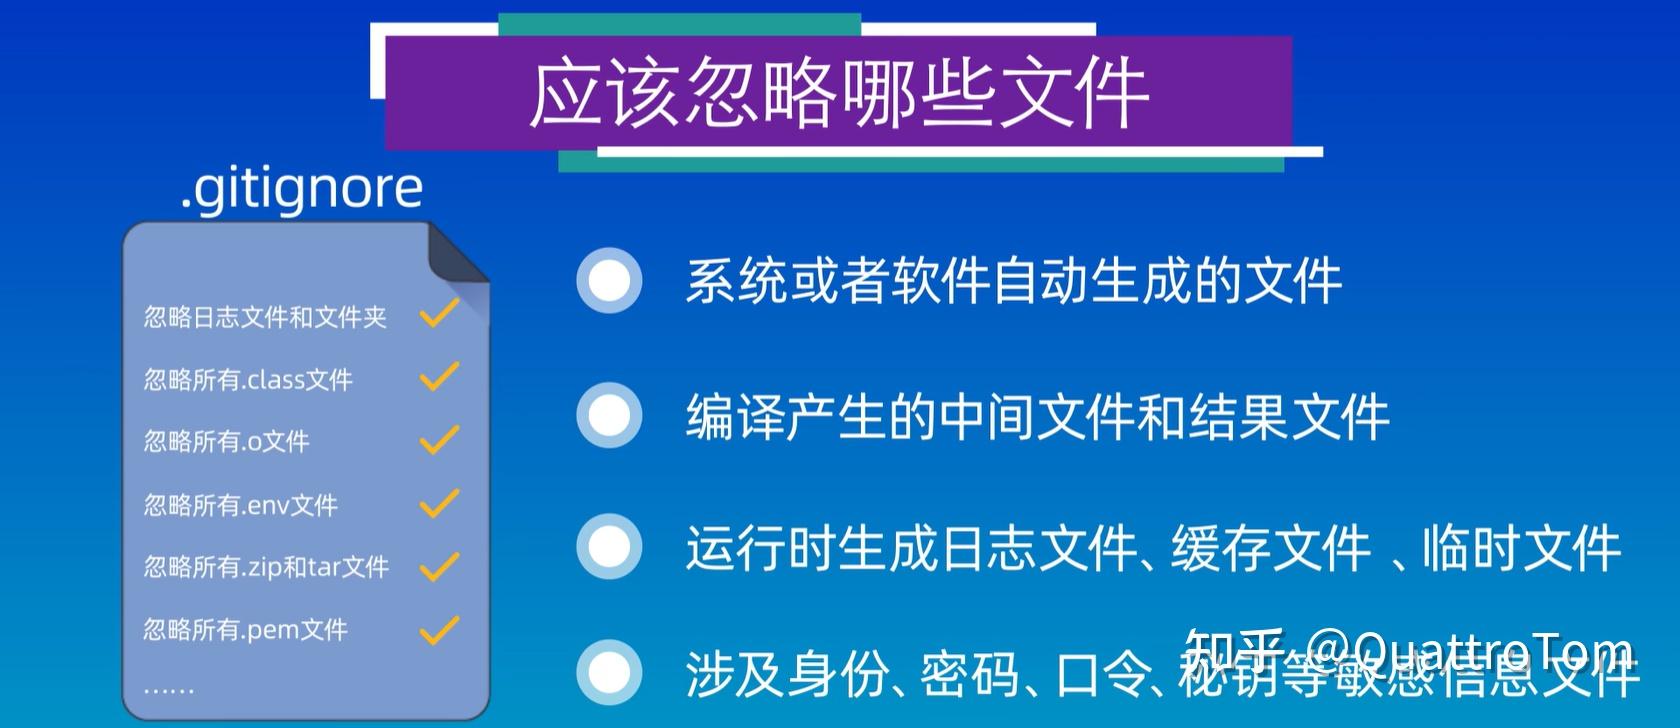 应该忽略哪些文件
.gitignore
忽略日志文件和文件夹
忽略所有.class文件
忽略所有.o文件
忽略所有.env文件
忽略所有.zip和tar文件
忽略所有.pem文件
……
系统或者软件自动生成的文件
编译产生的中间文件和结果文件
运行时生成日志文件、缓存文件 、临时文件
涉及身份、密码、口令、秘钥等敏感信息文件
知乎 @QuattroTom